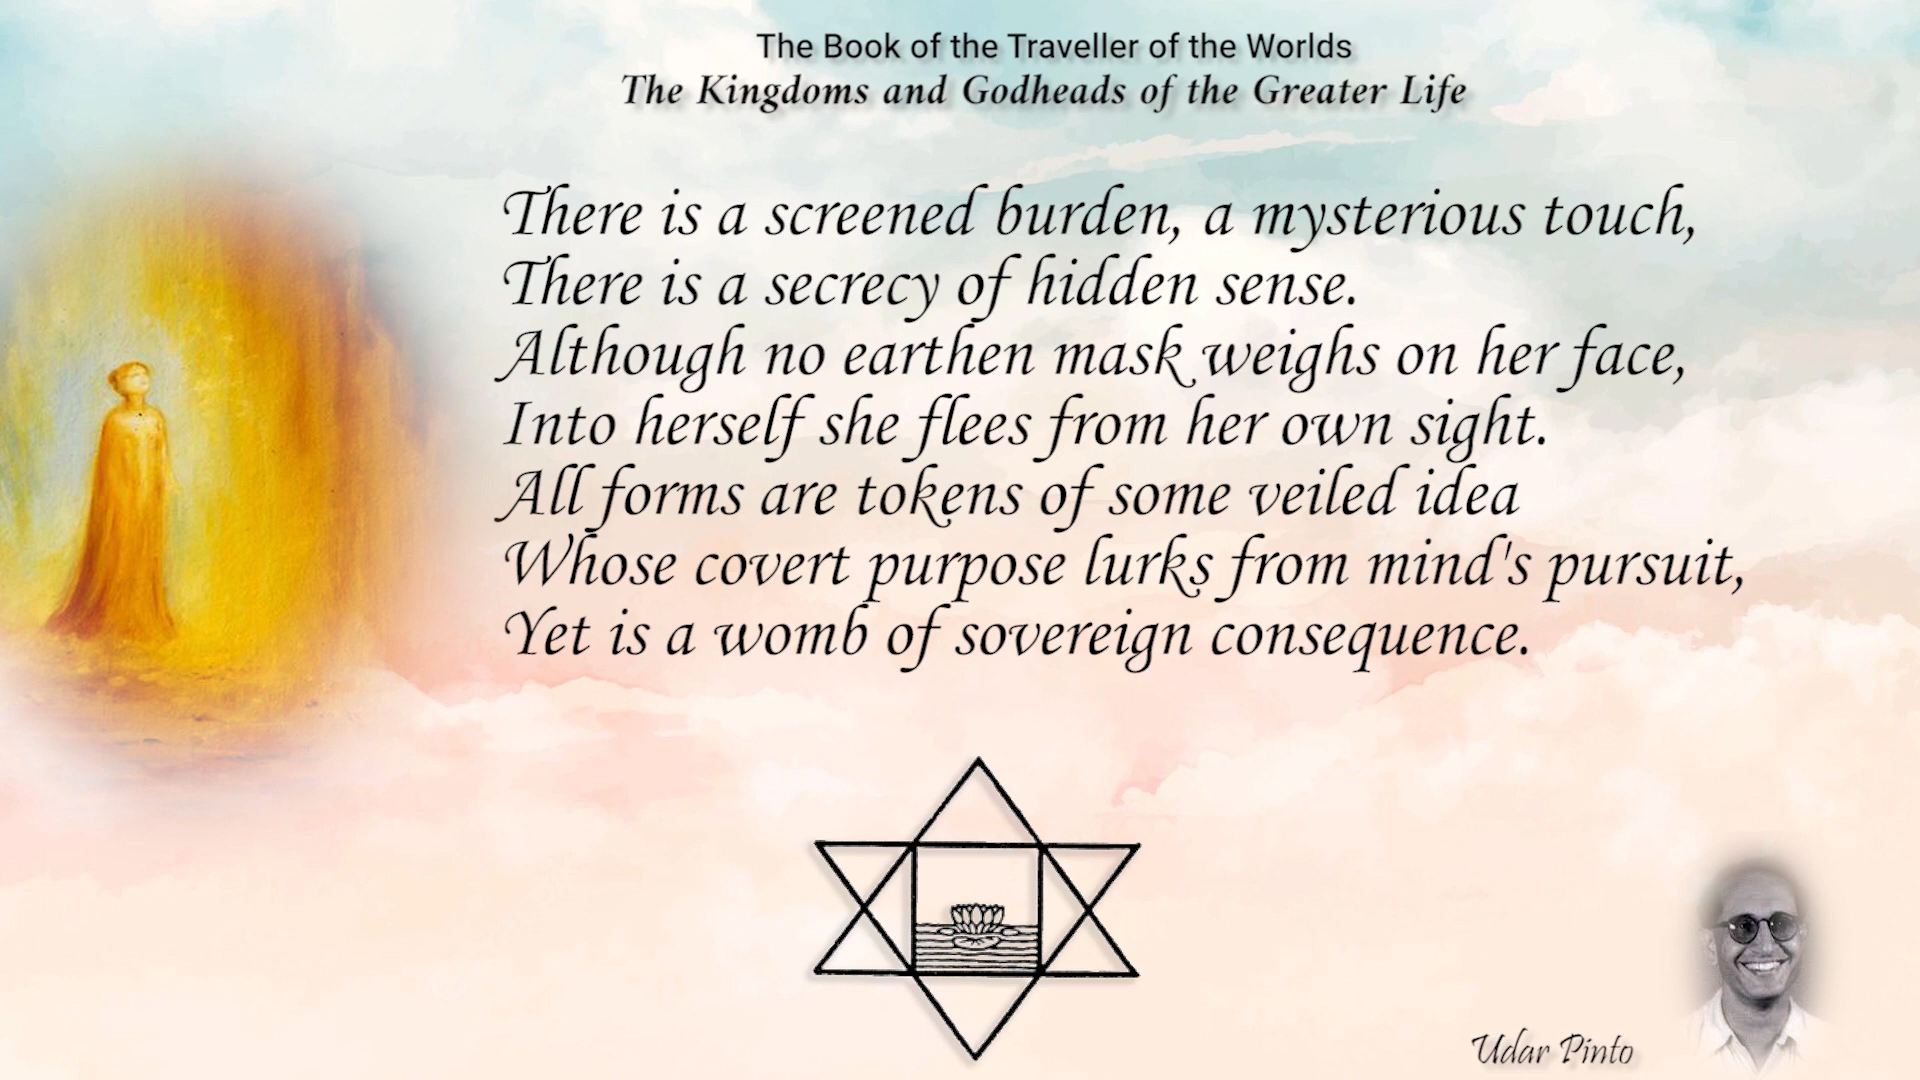 The Book of the Traveller of the Worlds
The Kingdoms and Godheads of the Greater Life
There is a screened burden, a mysterious touch,
There is a secrecy of hidden sense.
Although no earthen mask weighs on her face,
Into herself she flees from her own sight.
All forms are tokens of some veiled idea
Whose covert purpose lurks from mind's pursuit,
Yet is a womb of sovereign consequence.
Udar Pinto